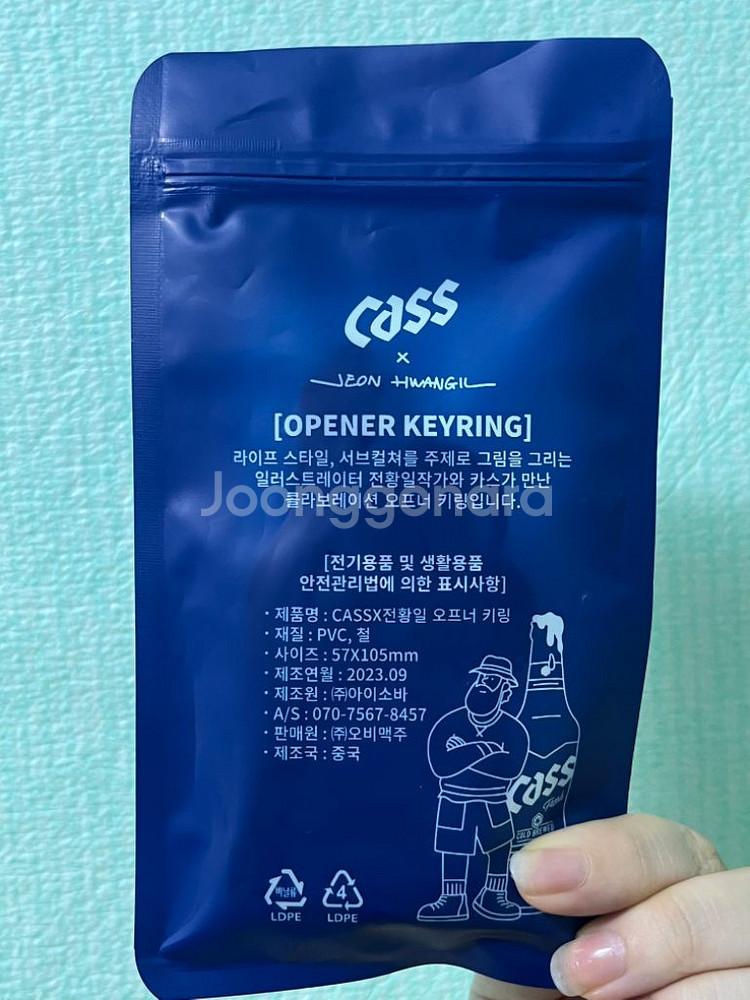 Cass
×
JEON HWANGIL
[OPENER KEYRING]
라이프 스타일, 서브컬쳐를 주제로 그림을 그리는
일러스트레이터 전황일작가와 카스가 만난
콜라보레이션 오프너 키링입니다.
Joonggonara
[전기용품 및 생활용품
안전관리법에 의한 표시사항]
· 제품명 : CASSX전황일 오프너 키링
· 재질 : PVC, 철
· 사이즈 : 57X105mm
· 제조연월 : 2023.09
· 제조원 : ㈜아이소바
· A/S : 070-7567-8457
· 판매원 : ㈜오비맥주
· 제조국 : 중국
Cass
Fresh
COLD BREWED
비닐류
LDPE
4
LDPE